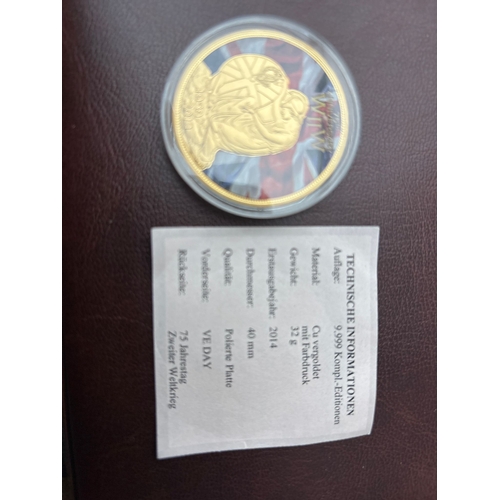 TECHNISCHE INFORMATIONEN
Auflage: 9.999 Kompl.-Editionen
Material: Cu vergoldet
mit Farbdruck
Gewicht: 32 g
Erstausgabejahr: 2014
Durchmesser: 40 mm
Qualität: Polierte Platte
Vorderseite: VE DAY
Rückseite: 75 Jahrestag
Zweiter Weltkrieg